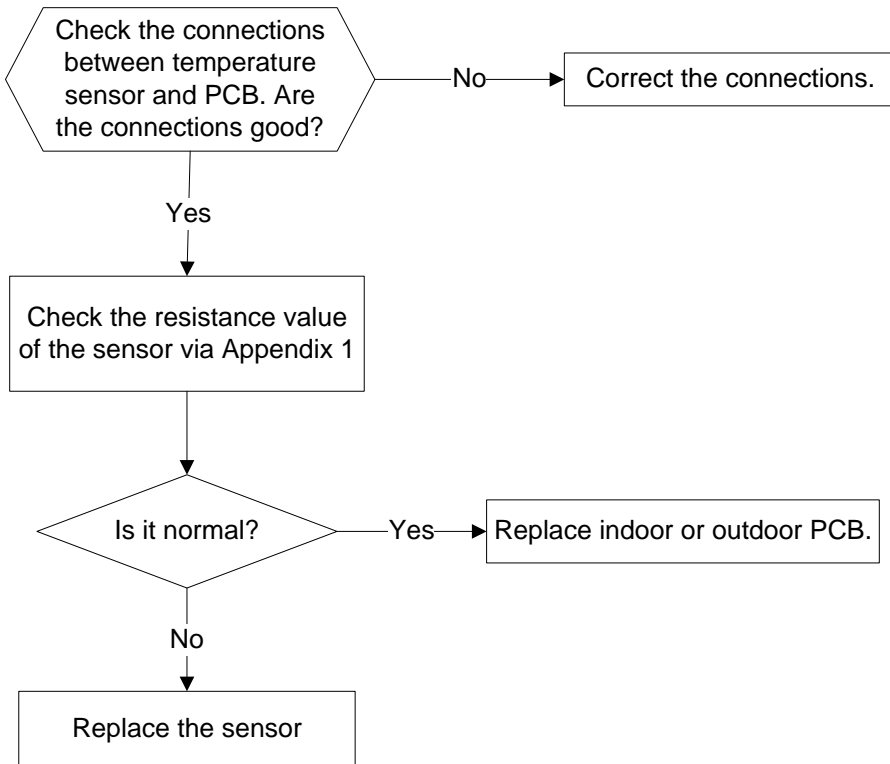 Check the connections
between temperature
sensor and PCB. Are
the connections good?
No
Correct the connections.
Yes
Check the resistance value
of the sensor via Appendix 1
Is it normal?
Yes
Replace indoor or outdoor PCB.
No
Replace the sensor